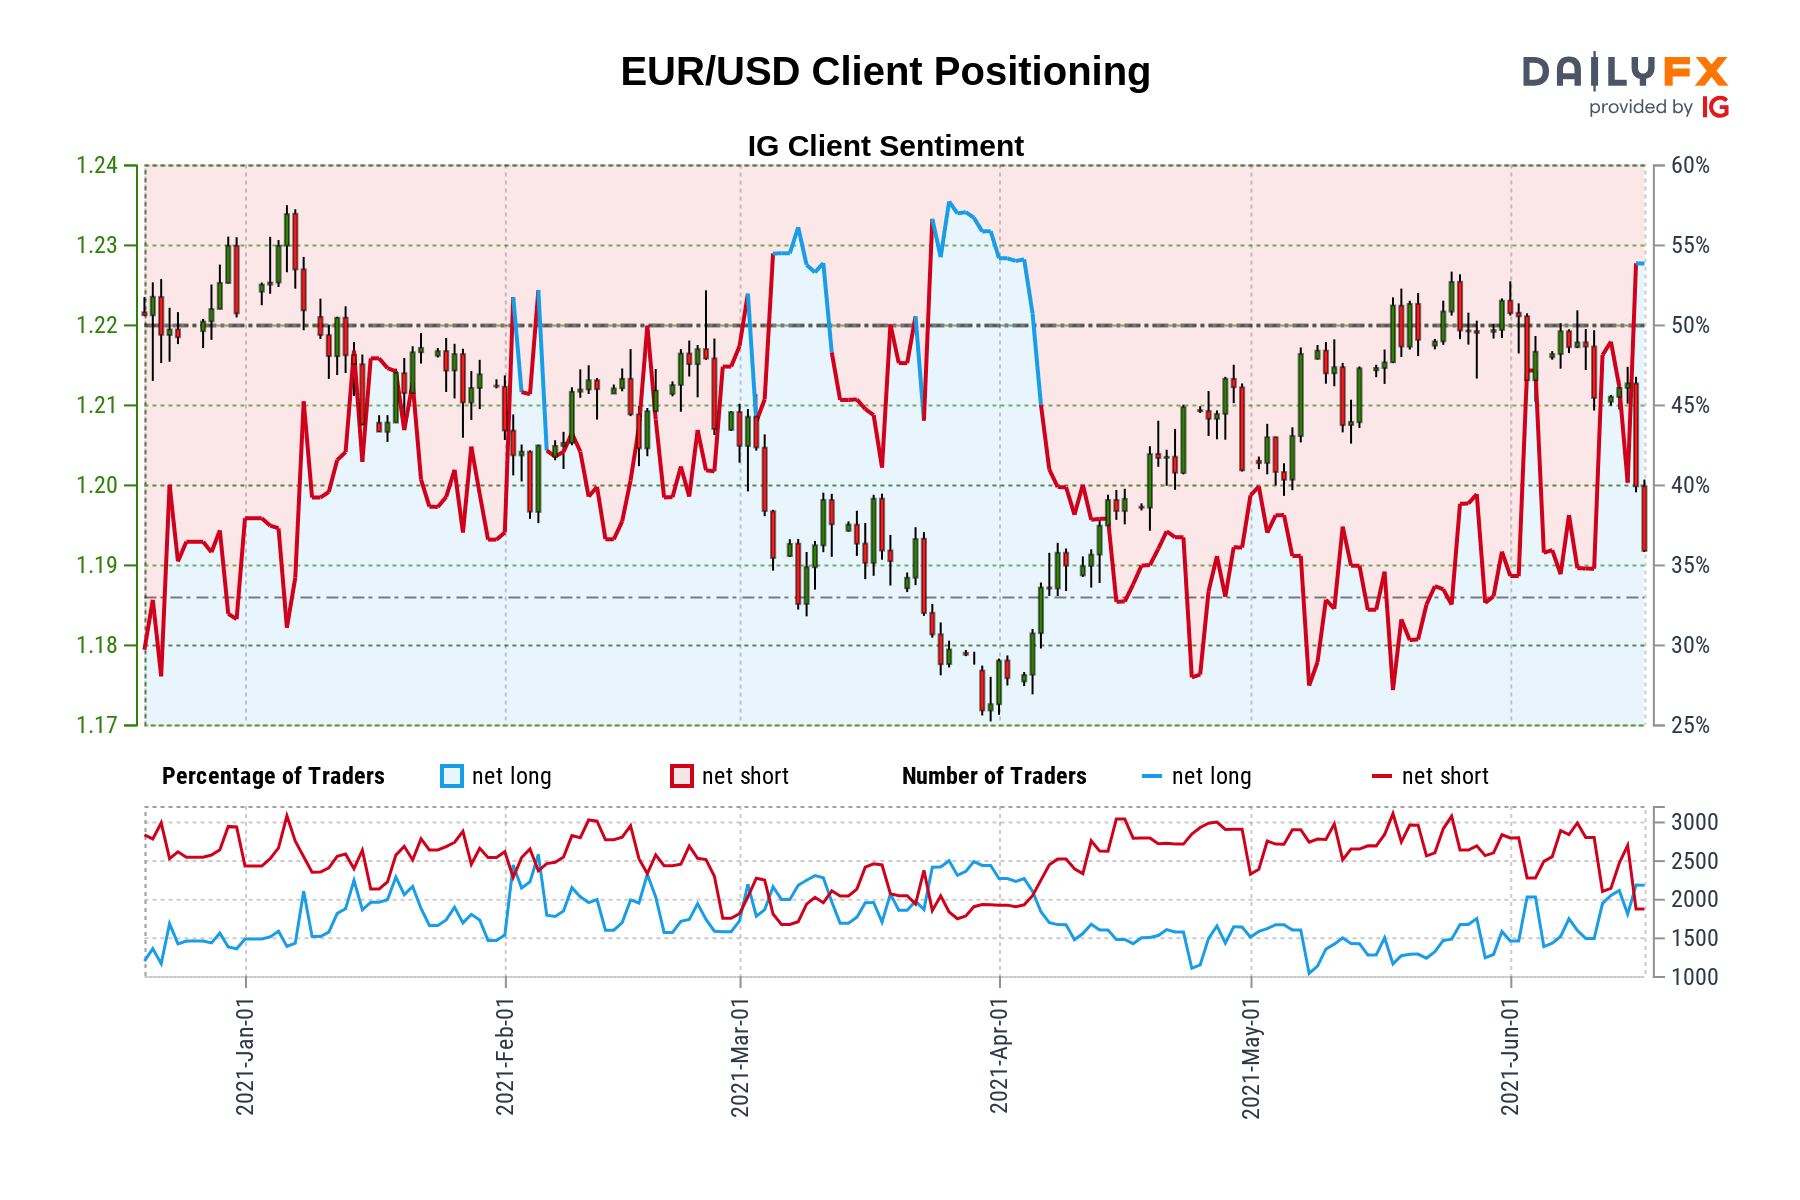 EUR/USD Client Positioning
DAILYFX
provided by IG
IG Client Sentiment
1.24
1.23
1.22
1.21
1.20
1.19
1.18
1.17
60%
55%
50%
45%
40%
35%
30%
25%
Percentage of Traders net long net short Number of Traders net long net short
3000
2500
2000
1500
1000
2021-Jan-01
2021-Feb-01
2021-Mar-01
2021-Apr-01
2021-May-01
2021-Jun-01